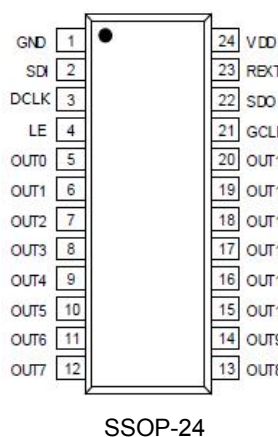 GND 1 24 VDD
SDI 2 23 REXT
DCLK 3 22 SDO
LE 4 21
OUT0 5 20
OUT1 6 19
OUT2 7 18
OUT3 8 17
OUT4 9 16
OUT5 10 15
OUT6 11 14 OUT9
OUT7 12 13 OUT8
SSOP-24